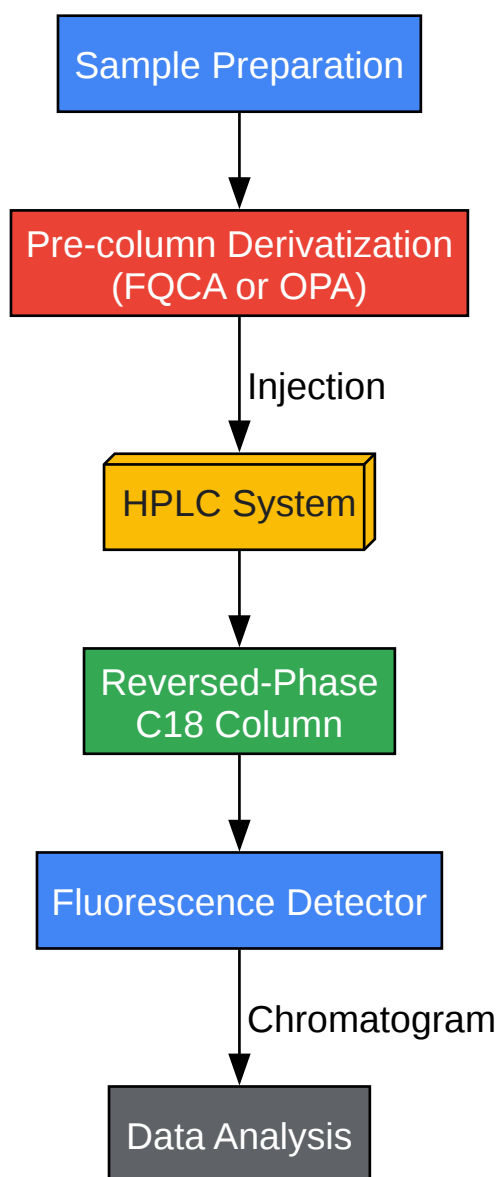 Sample Preparation
Pre-column Derivatization
(FQCA or OPA)
Injection
HPLC System
Reversed-Phase
C18 Column
Fluorescence Detector
Chromatogram
Data Analysis